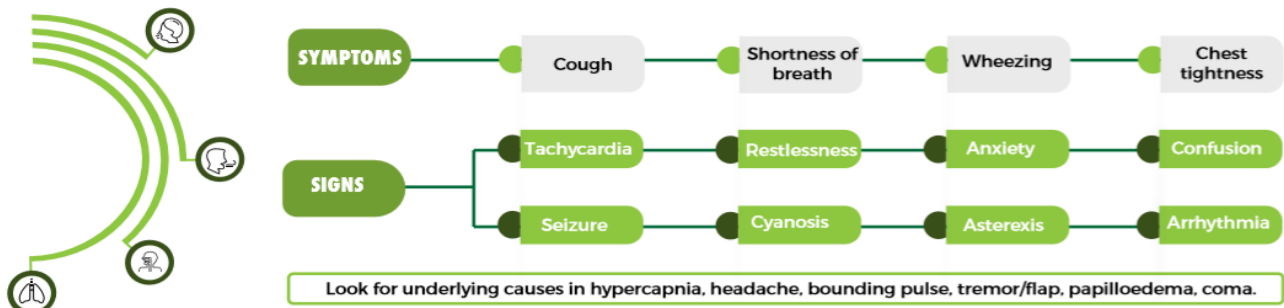 SYMPTOMS
Cough
Shortness of
breath
Wheezing
Chest
tightness
SIGNS
Tachycardia
Restlessness
Anxiety
Confusion
Seizure
Cyanosis
Asterexis
Arrhythmia
Look for underlying causes in hypercapnia, headache, bounding pulse, tremor/flap, papilloedema, coma.